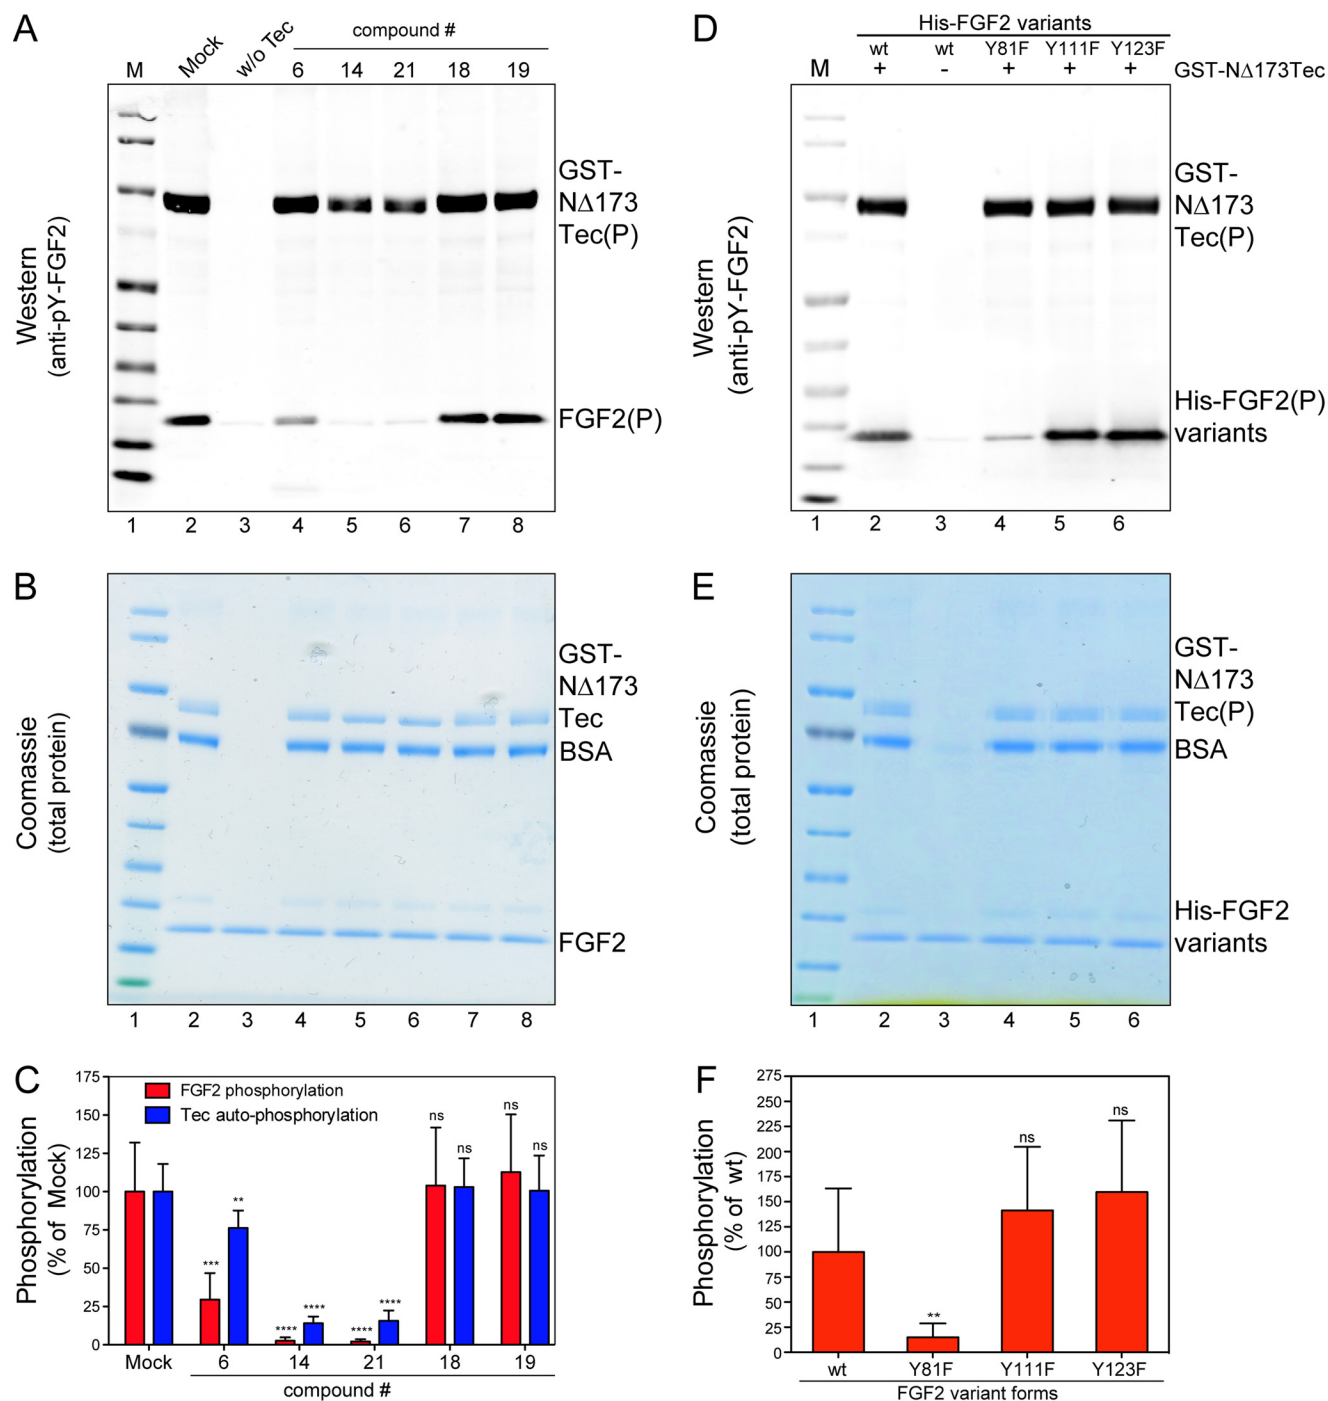 A
compound #
M Mock w/o Tec 6 14 21 18 19
Western
(anti-pY-FGF2)
GST-
NΔ173
Tec(P)
FGF2(P)
1 2 3 4 5 6 7 8
D
His-FGF2 variants
wt wt Y81F Y111F Y123F
M + - + + + GST-NΔ173Tec
Western
(anti-pY-FGF2)
GST-
NΔ173
Tec(P)
His-FGF2(P)
variants
1 2 3 4 5 6
B
Coomassie
(total protein)
GST-
NΔ173
Tec
BSA
FGF2
1 2 3 4 5 6 7 8
E
Coomassie
(total protein)
GST-
NΔ173
Tec(P)
BSA
His-FGF2
variants
1 2 3 4 5 6
C
Phosphorylation
(% of Mock)
175
150
125
100
75
50
25
0
FGF2 phosphorylation
Tec auto-phosphorylation
*** ** **** **** **** **** ns ns ns ns
Mock 6 14 21 18 19
compound #
F
Phosphorylation
(% of wt)
275
250
225
200
175
150
125
100
75
50
25
0
** ns ns
wt Y81F Y111F Y123F
FGF2 variant forms